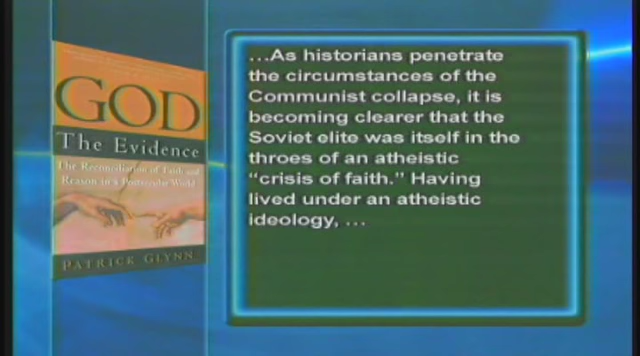 GOD
The Evidence
The Reconciliation of Faith and
Reason in a Postsecular World
PATRICK GLYNN
...As historians penetrate
the circumstances of the
Communist collapse, it is
becoming clearer that the
Soviet elite was itself in the
throes of an atheistic
“crisis of faith.” Having
lived under an atheistic
ideology, ...